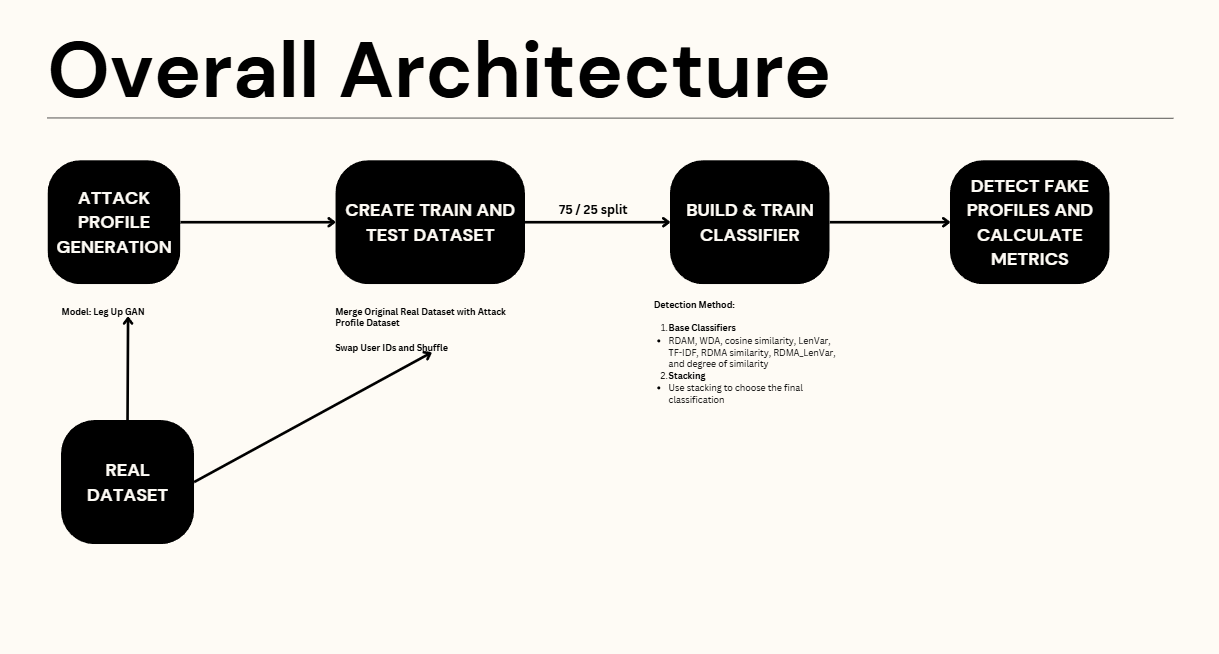 Overall Architecture
ATTACK
PROFILE
GENERATION
CREATE TRAIN AND
TEST DATASET
75 / 25 split
BUILD & TRAIN
CLASSIFIER
DETECT FAKE
PROFILES AND
CALCULATE
METRICS
Model: Leg Up GAN
Merge Original Real Dataset with Attack
Profile Dataset
Swap User IDs and Shuffle
Detection Method:
1. Base Classifiers
• RDAM, WDA, cosine similarity, LenVar,
TF-IDF, RDMA similarity, RDMA_LenVar,
and degree of similarity
2. Stacking
• Use stacking to choose the final
classification
REAL
DATASET